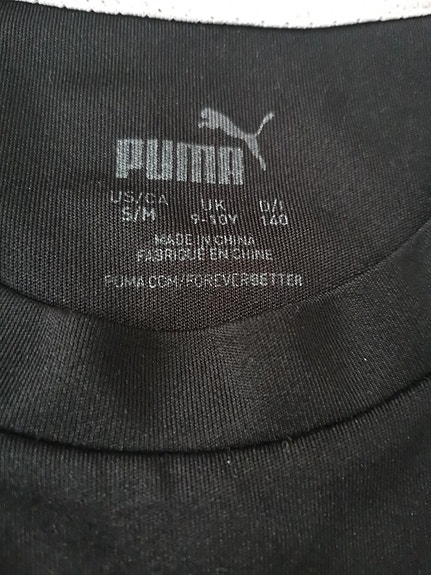 PUMA
US/CA UK D/I
S/M 9-10Y 140
MADE IN CHINA
FABRIQUÉ EN CHINE
PUMA.COM/FOREVERBETTER